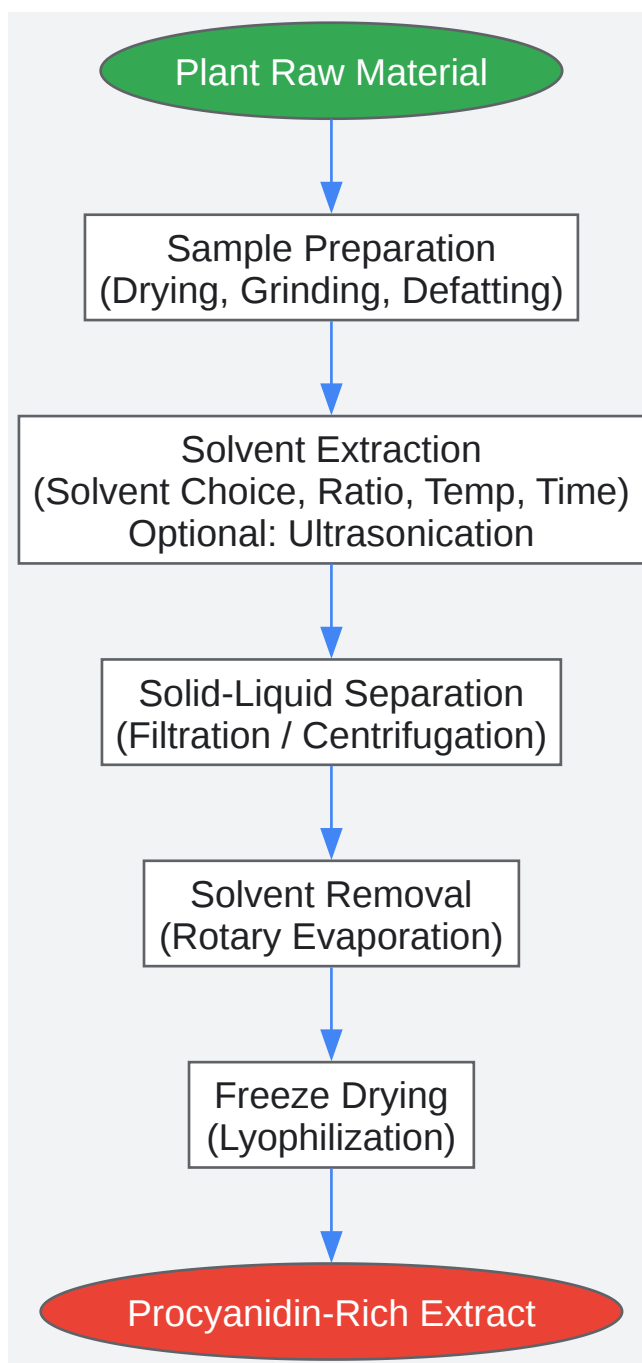 Plant Raw Material
Sample Preparation
(Drying, Grinding, Defatting)
Solvent Extraction
(Solvent Choice, Ratio, Temp, Time)
Optional: Ultrasonication
Solid-Liquid Separation
(Filtration / Centrifugation)
Solvent Removal
(Rotary Evaporation)
Freeze Drying
(Lyophilization)
Procyanidin-Rich Extract